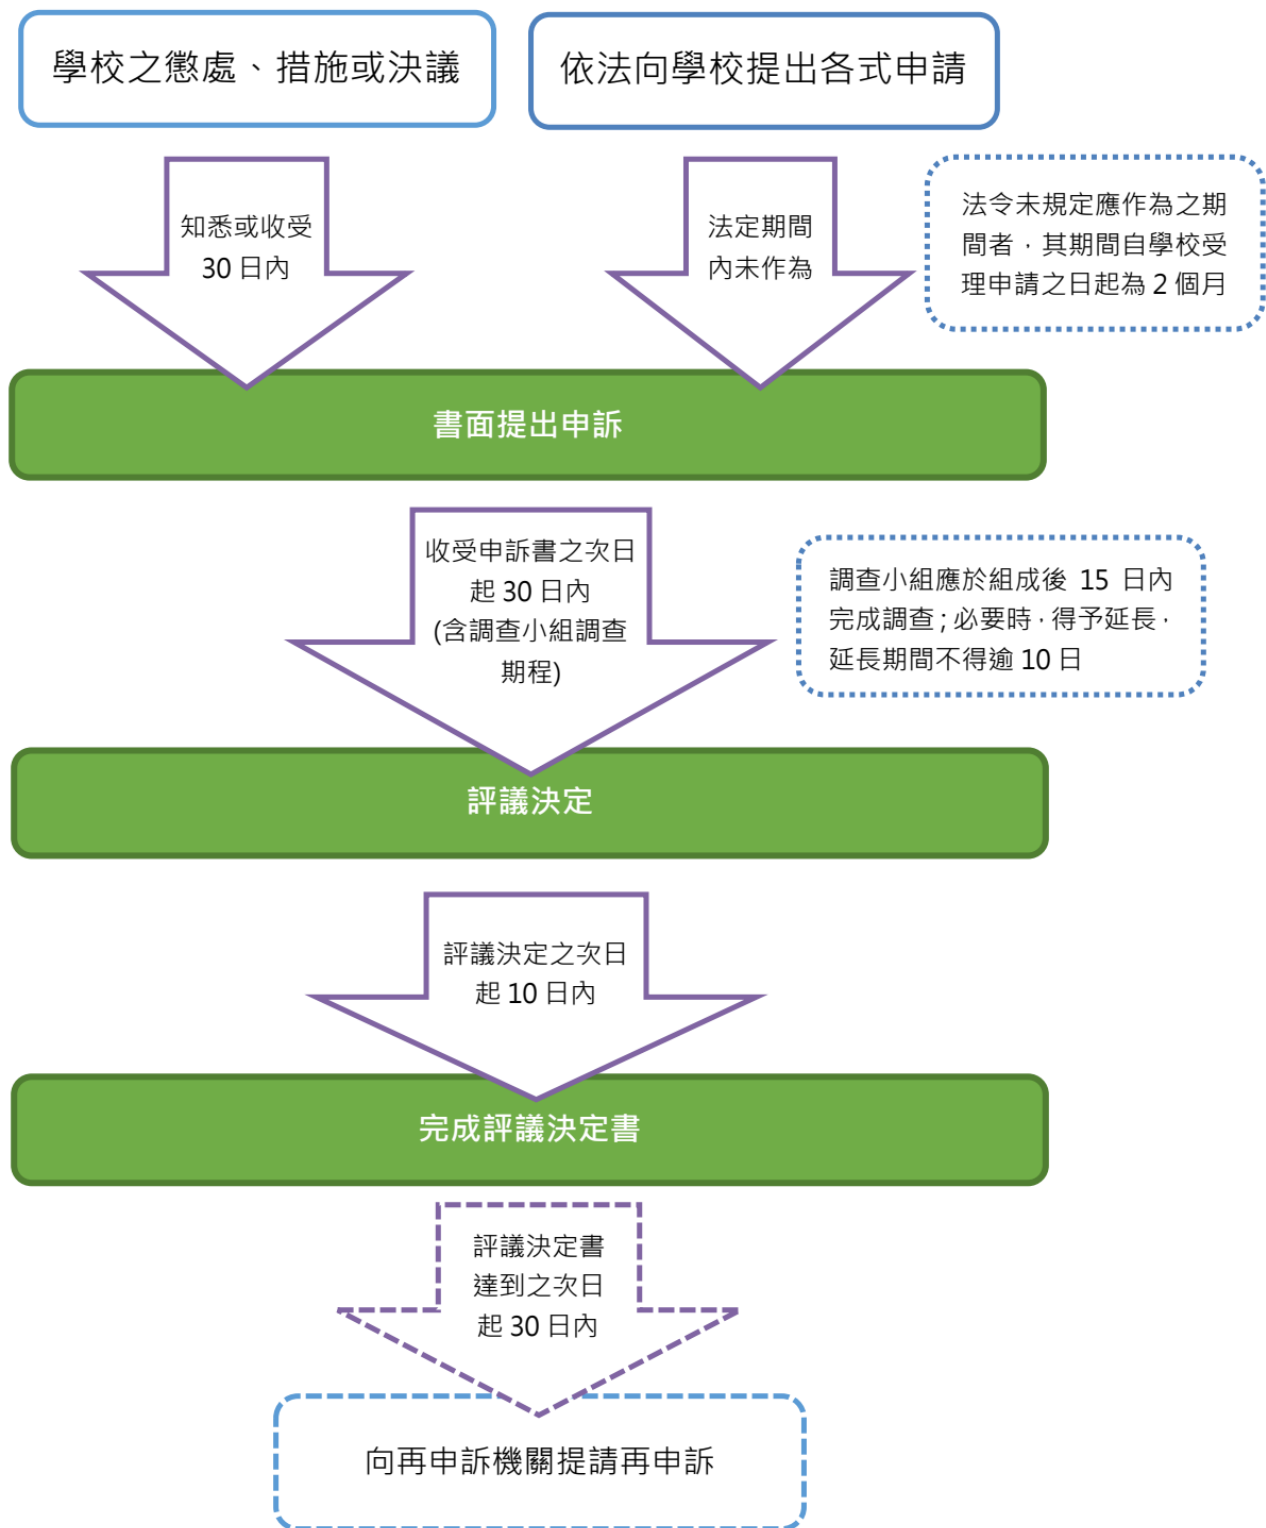 學校之懲處、措施或決議
依法向學校提出各式申請
知悉或收受
30 日內
法定期間
內未作為
法令未規定應作為之期
間者，其期間自學校受
理申請之日起為 2 個月
書面提出申訴
收受申訴書之次日
起 30 日內
(含調查小組調查
期程)
調查小組應於組成後 15 日內
完成調查；必要時，得予延長，
延長期間不得逾 10 日
評議決定
評議決定之次日
起 10 日內
完成評議決定書
評議決定書
達到之次日
起 30 日內
向再申訴機關提請再申訴